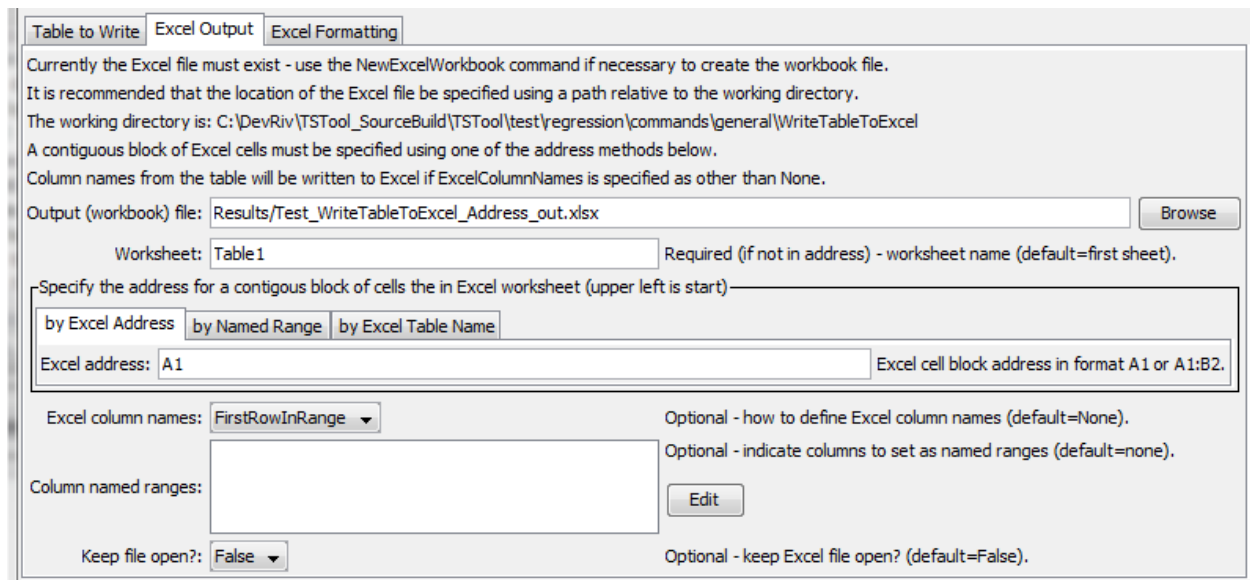 Table to Write Excel Output Excel Formatting
Currently the Excel file must exist - use the NewExcelWorkbook command if necessary to create the workbook file.
It is recommended that the location of the Excel file be specified using a path relative to the working directory.
The working directory is: C:\DevRiv\TSTool_SourceBuild\TSTool\test\regression\commands\general\WriteTableToExcel
A contiguous block of Excel cells must be specified using one of the address methods below.
Column names from the table will be written to Excel if ExcelColumnNames is specified as other than None.
Output (workbook) file: Results/Test_WriteTableToExcel_Address_out.xlsx Browse
Worksheet: Table1 Required (if not in address) - worksheet name (default=first sheet).
Specify the address for a contigous block of cells the in Excel worksheet (upper left is start)
by Excel Address by Named Range by Excel Table Name
Excel address: A1 Excel cell block address in format A1 or A1:B2.
Excel column names: FirstRowInRange Optional - how to define Excel column names (default=None).
Optional - indicate columns to set as named ranges (default=none).
Column named ranges: Edit
Keep file open?: False Optional - keep Excel file open? (default=False).